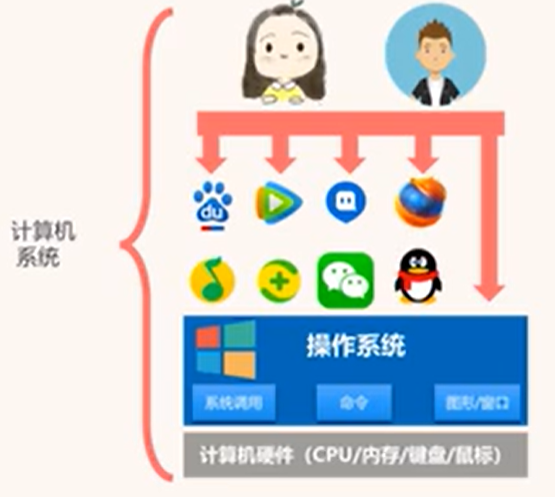 计算机
系统
du
操作系统
系统调用
命令
图形/窗口
计算机硬件（CPU/内存/键盘/鼠标）